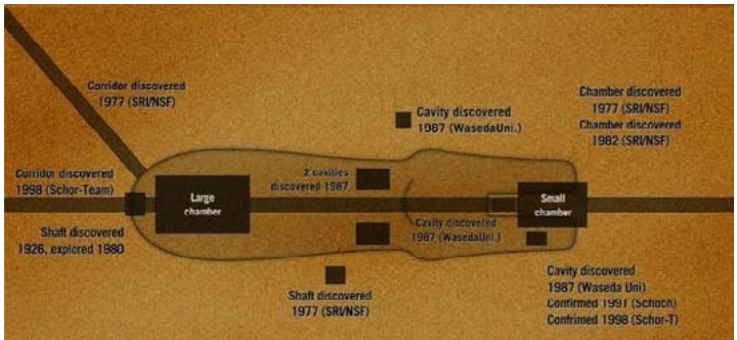 Corridor discovered
1977 (SRI/NSF)
Cavity discovered
1987 (WasedaUni.)
Chamber discovered
1977 (SRI/NSF)
Chamber discovered
1982 (SRI/NSF)
Corridor discovered
1998 (Schor-Team)
2 cavities
discovered 1987
Large
chamber
Small
chamber
Shaft discovered
1926, explored 1980
Cavity discovered
1987 (WasedaUni.)
Shaft discovered
1977 (SRI/NSF)
Cavity discovered
1987 (Waseda Uni)
Confirmed 1991 (Schoch)
Confrimed 1998 (Schor-T)